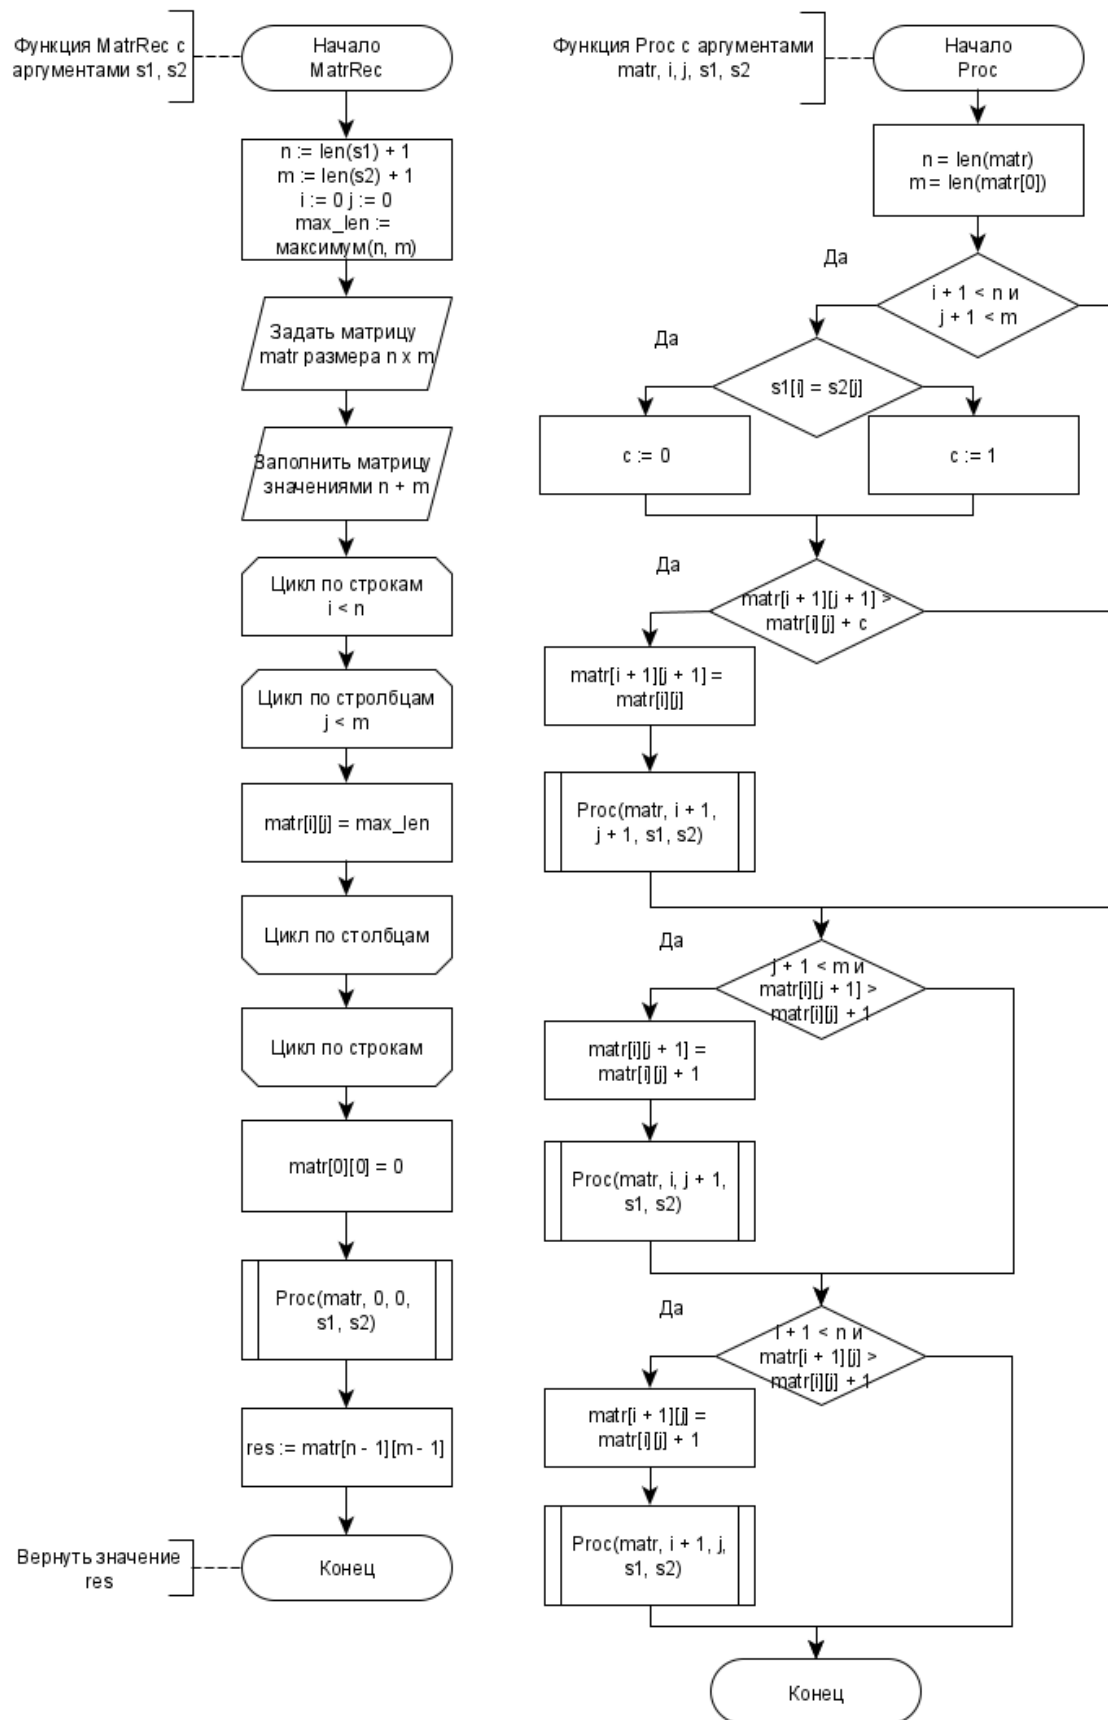 Функция MatrRec с
аргументами s1, s2
Начало
MatrRec
n := len(s1) + 1
m := len(s2) + 1
i := 0 j := 0
max_len :=
максимум(n, m)
Задать матрицу
matr размера n x m
Заполнить матрицу
значениями n + m
Цикл по строкам
i < n
Цикл по стролбцам
j < m
matr[i][j] = max_len
Цикл по столбцам
Цикл по строкам
matr[0][0] = 0
Proc(matr, 0, 0,
s1, s2)
res := matr[n - 1][m - 1]
Вернуть значение
res
Конец
Функция Proc с аргументами
matr, i, j, s1, s2
Начало
Proc
n = len(matr)
m = len(matr[0])
Да
i + 1 < n и
j + 1 < m
Да
s1[i] = s2[j]
c := 0
c := 1
Да
matr[i + 1][j + 1] >
matr[i][j] + c
matr[i + 1][j + 1] =
matr[i][j]
Proc(matr, i + 1,
j + 1, s1, s2)
Да
j + 1 < m и
matr[i][j + 1] >
matr[i][j] + 1
matr[i][j + 1] =
matr[i][j] + 1
Proc(matr, i, j + 1,
s1, s2)
Да
i + 1 < n и
matr[i + 1][j] >
matr[i][j] + 1
matr[i + 1][j] =
matr[i][j] + 1
Proc(matr, i + 1, j,
s1, s2)
Конец